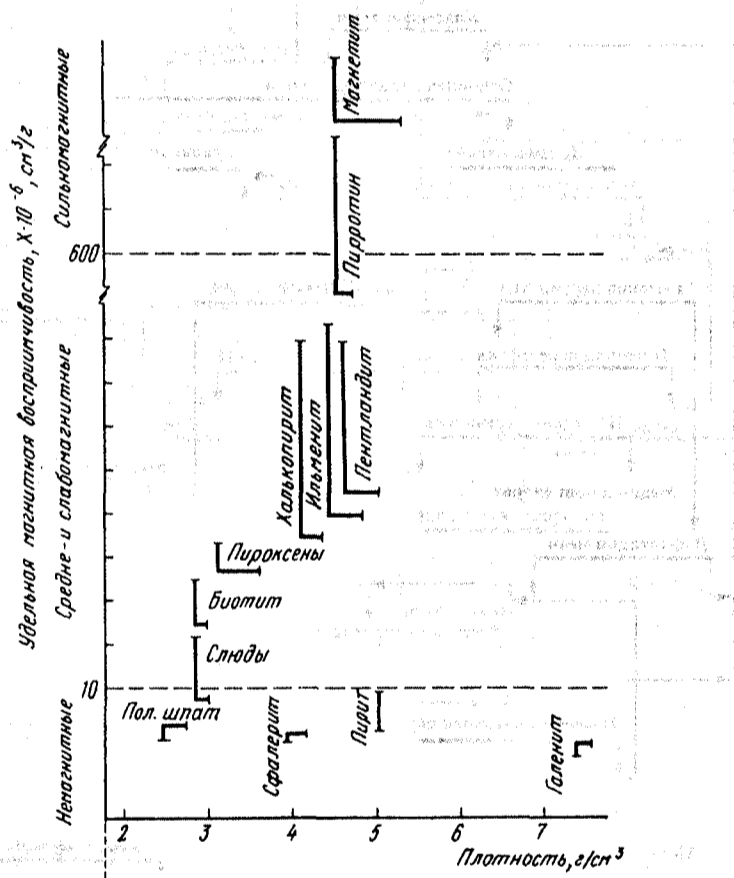 Удельная магнитная восприимчивость, Х·10⁻⁶, см³/г
Сильномагнитные
Средне- и слабомагнитные
Немагнитные
Магнетит
600
Пирротин
Халькопирит
Ильменит
Пентландит
Пироксены
Биотит
Слюды
10
Пол. шпат
Сфалерит
Пирит
Галенит
2 3 4 5 6 7
Плотность, г/см³